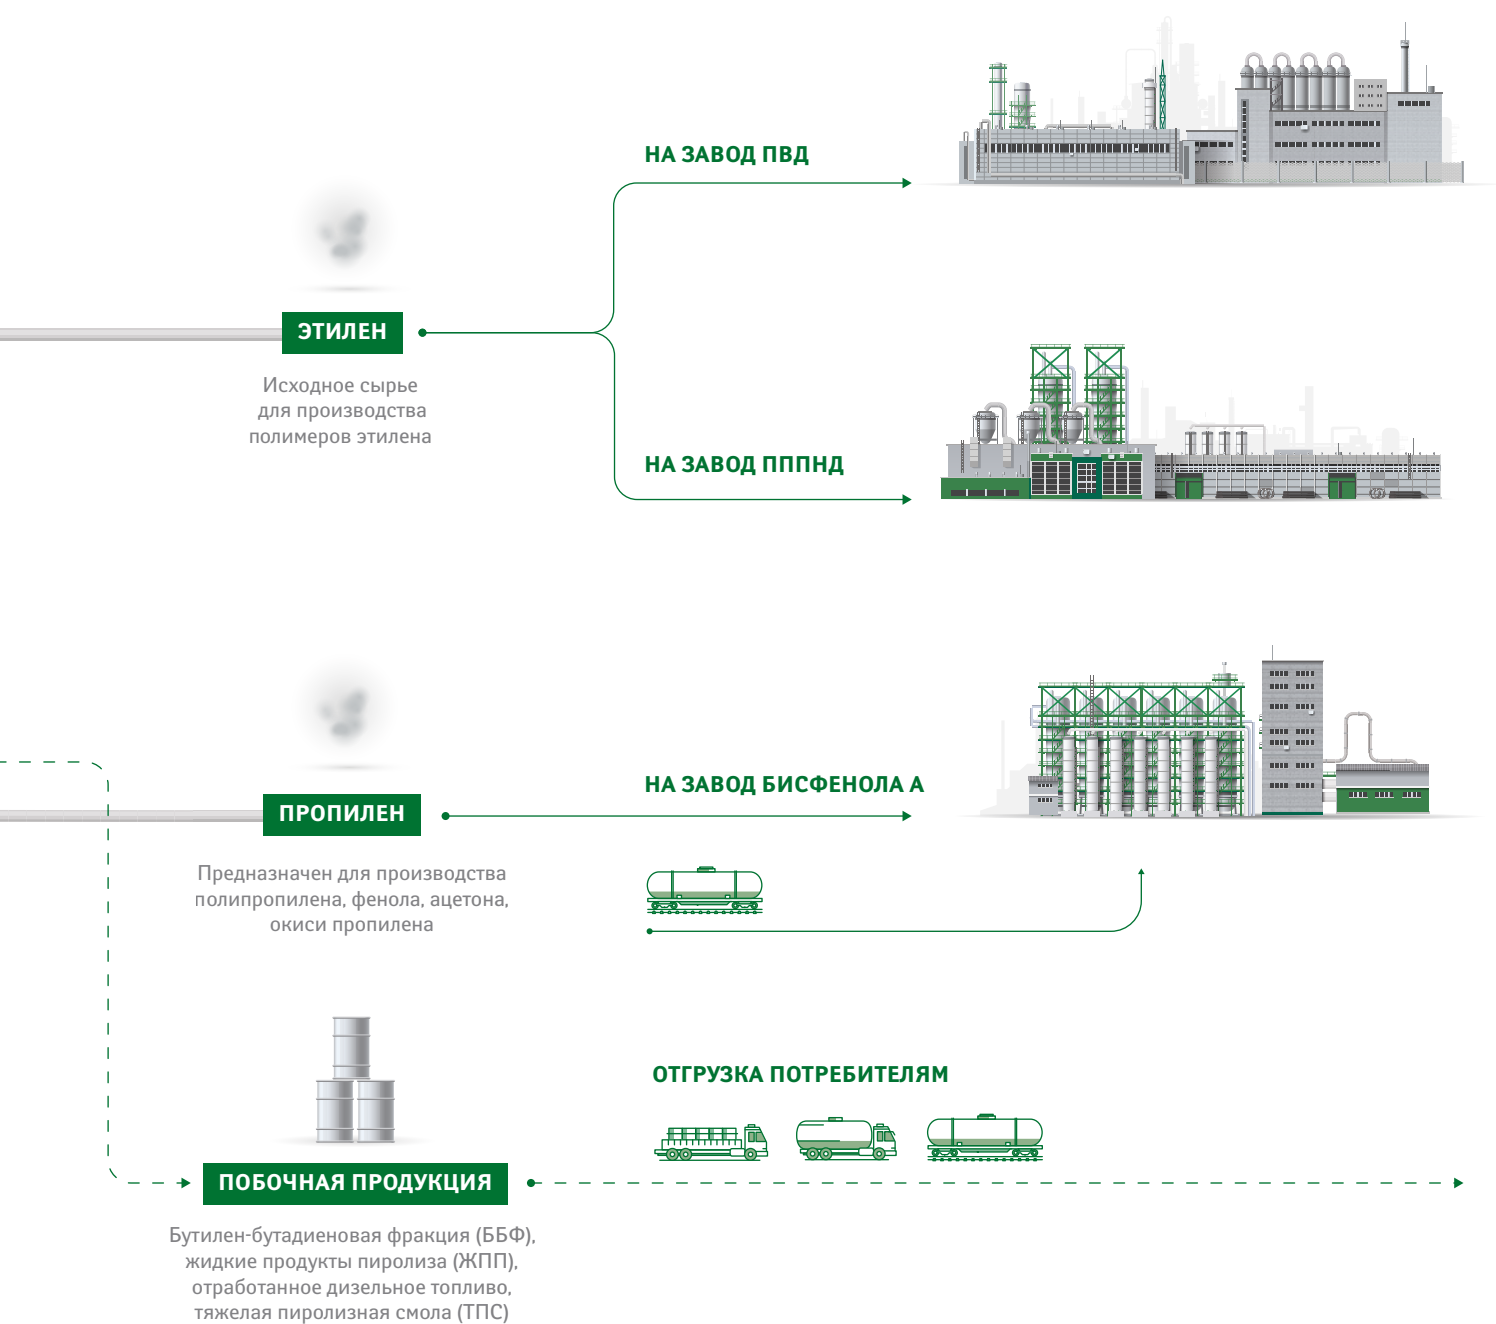 НА ЗАВОД ПВД
ЭТИЛЕН
Исходное сырье
для производства
полимеров этилена
НА ЗАВОД ПППНД
НА ЗАВОД БИСФЕНОЛА А
ПРОПИЛЕН
Предназначен для производства
полипропилена, фенола, ацетона,
окиси пропилена
ОТГРУЗКА ПОТРЕБИТЕЛЯМ
ПОБОЧНАЯ ПРОДУКЦИЯ
Бутилен-бутадиеновая фракция (ББФ),
жидкие продукты пиролиза (ЖПП),
отработанное дизельное топливо,
тяжелая пиролизная смола (ТПС)